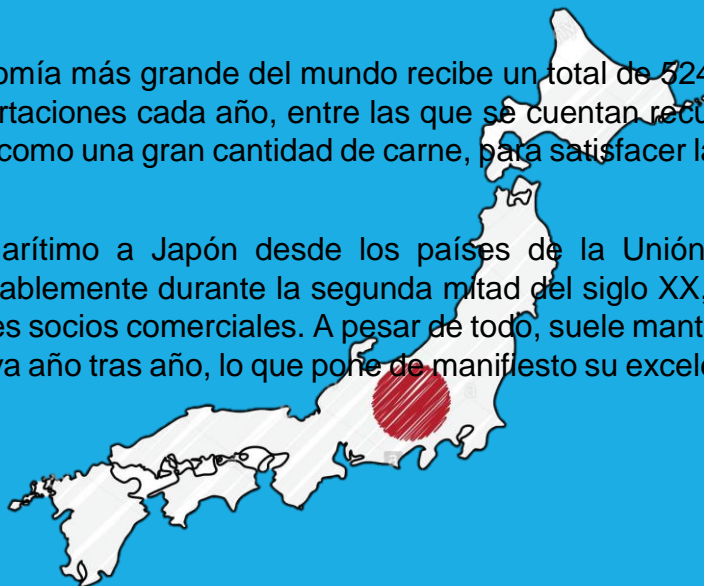 omía más grande del mundo recibe un total de 524
rtaciones cada año, entre las que se cuentan recu
como una gran cantidad de carne, para satisfacer la
arítimo a Japón desde los países de la Unión
ablemente durante la segunda mitad del siglo XX,
es socios comerciales. A pesar de todo, suele mant
va año tras año, lo que pone de manifiesto su excele